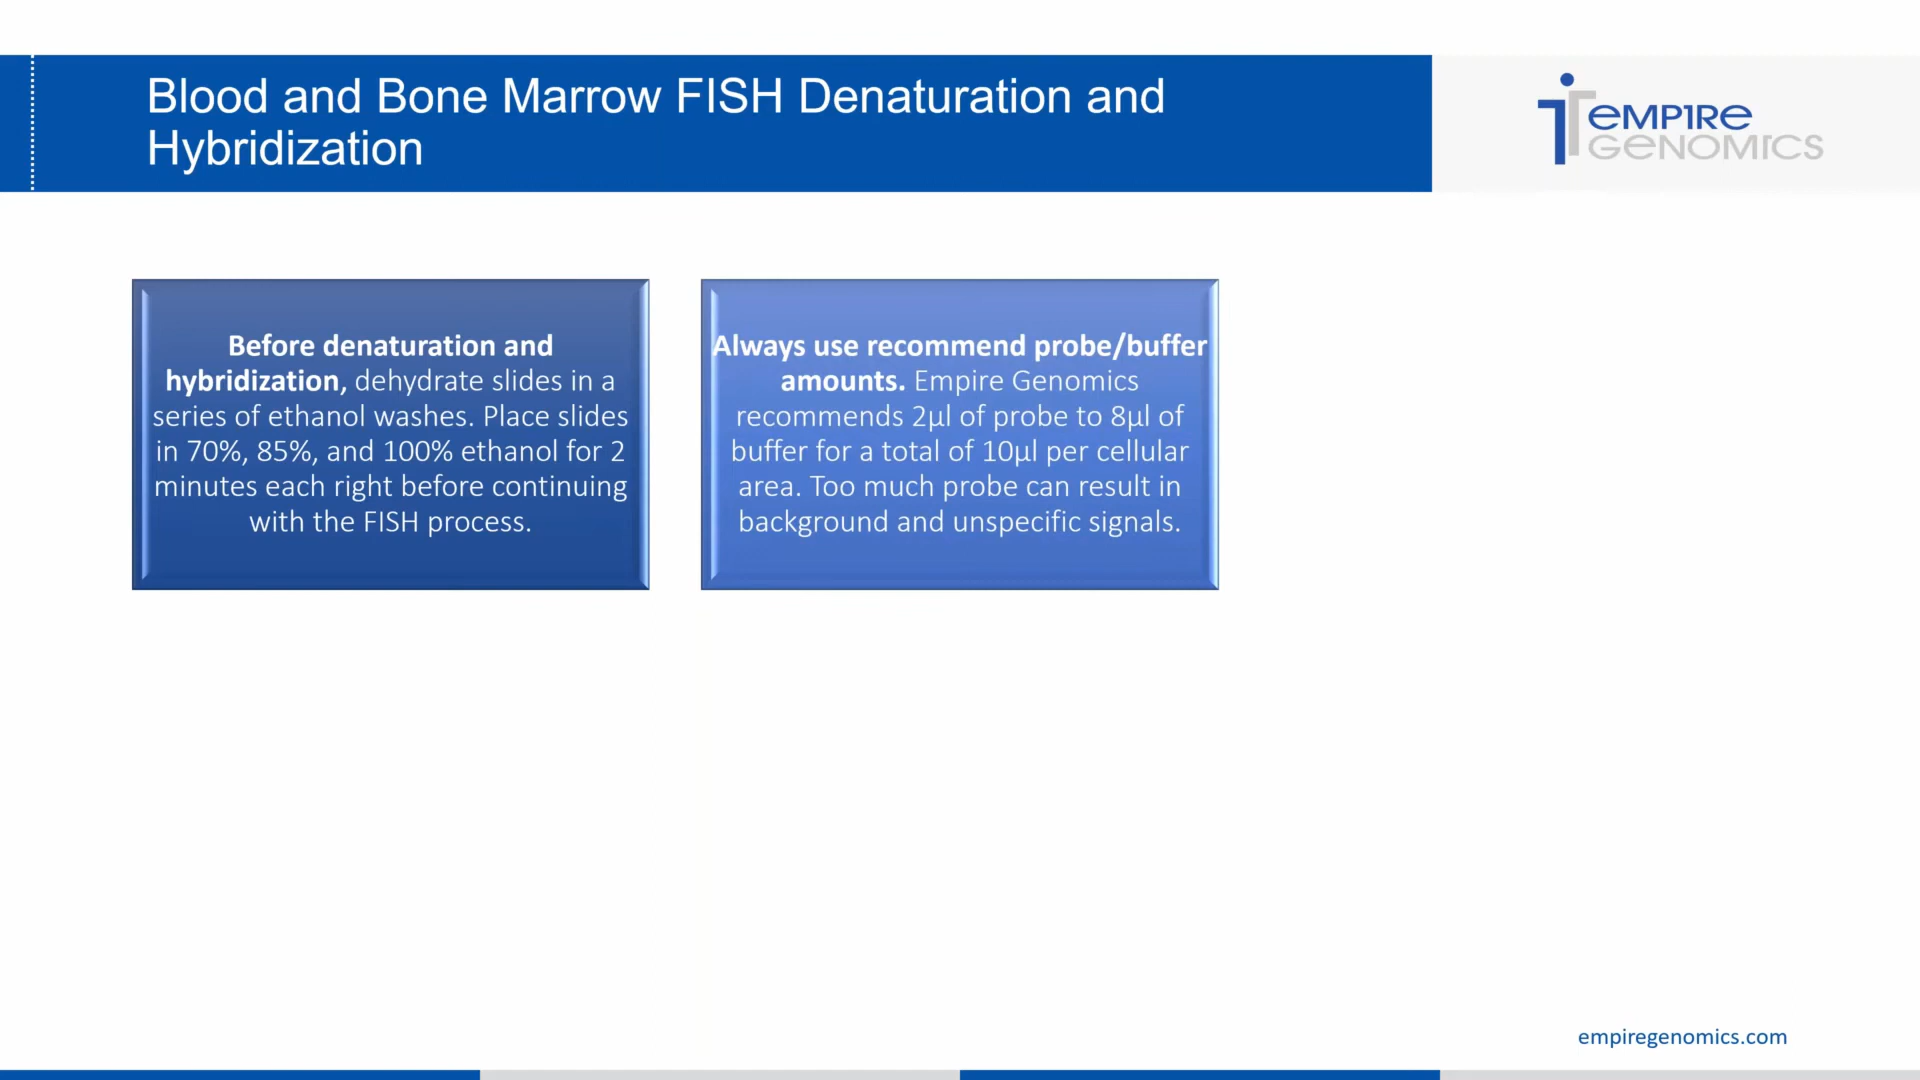 Blood and Bone Marrow FISH Denaturation and
Hybridization
EMPIRE
GENOMICS
Before denaturation and
hybridization, dehydrate slides in a
series of ethanol washes. Place slides
in 70%, 85%, and 100% ethanol for 2
minutes each right before continuing
with the FISH process.
Always use recommend probe/buffer
amounts. Empire Genomics
recommends 2µl of probe to 8µl of
buffer for a total of 10µl per cellular
area. Too much probe can result in
background and unspecific signals.
empiregenomics.com